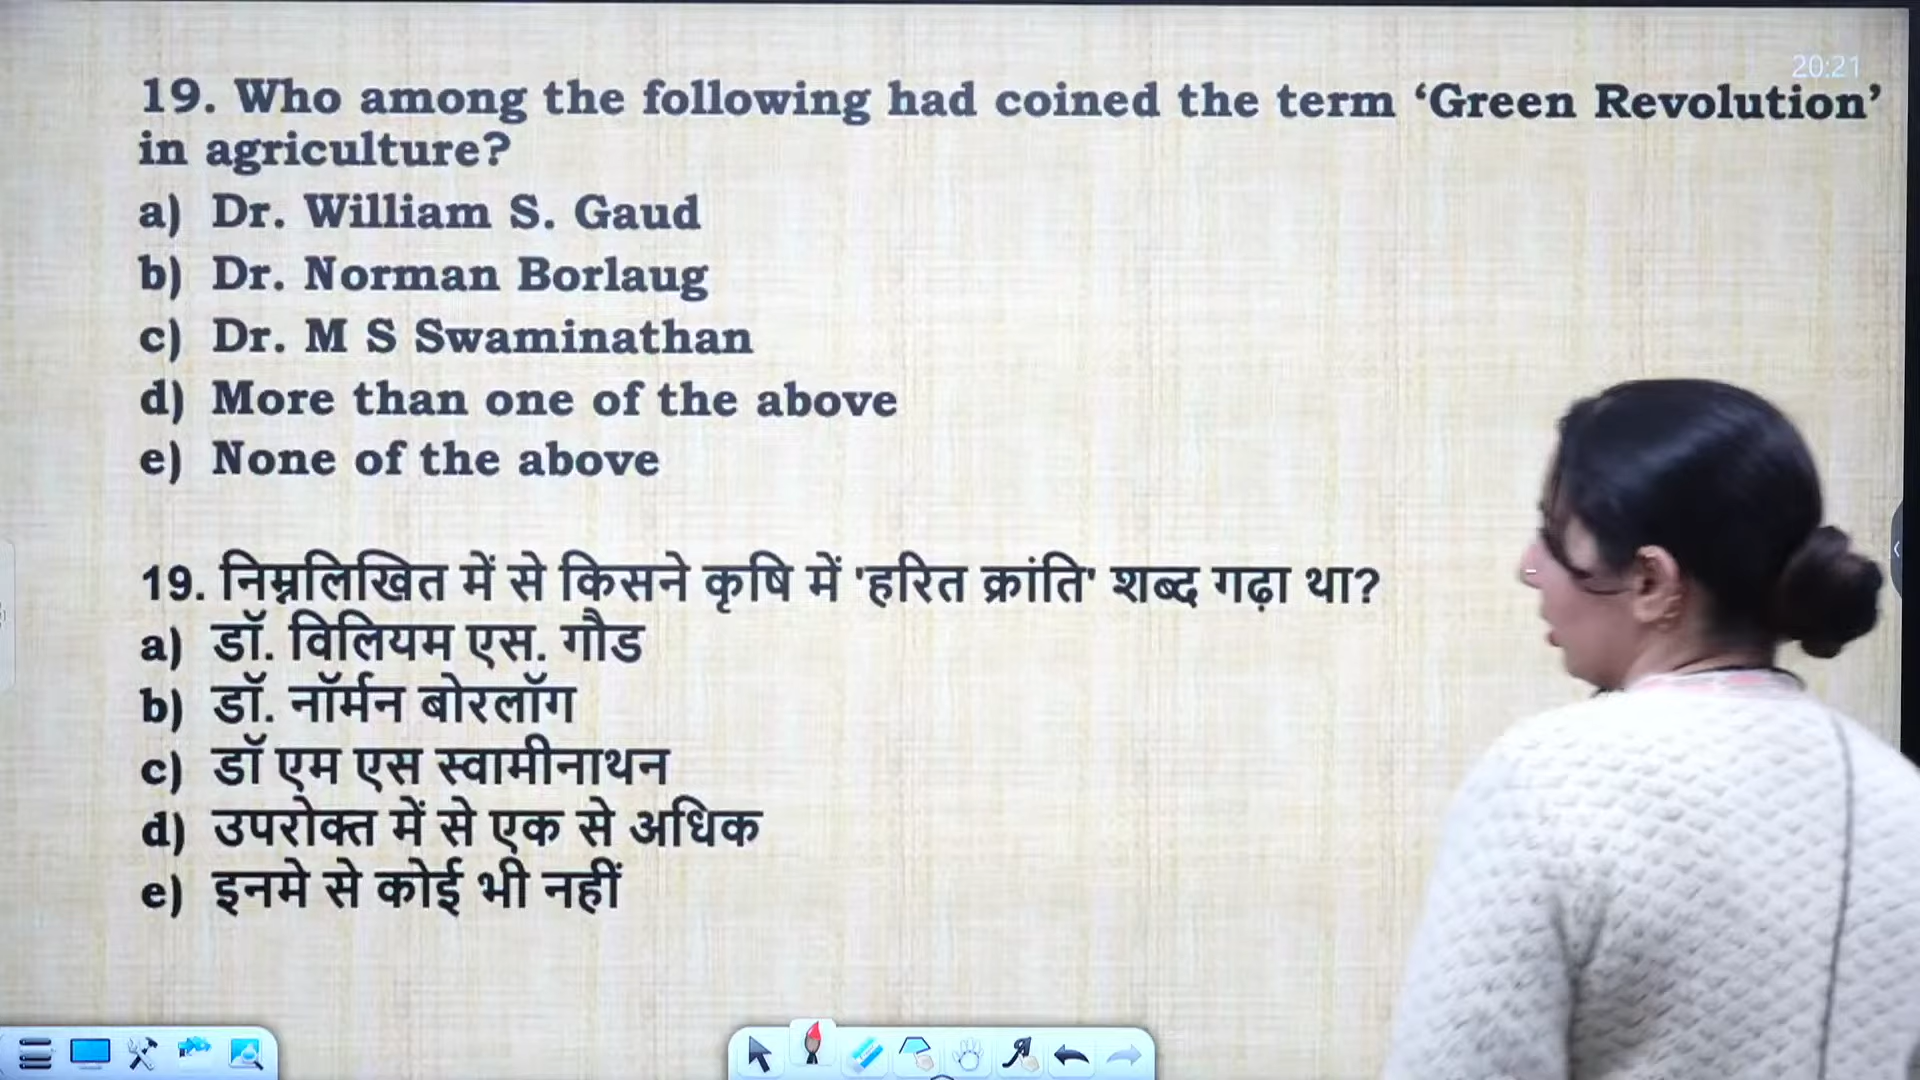 20:21
19. Who among the following had coined the term ‘Green Revolution’
in agriculture?
a) Dr. William S. Gaud
b) Dr. Norman Borlaug
c) Dr. M S Swaminathan
d) More than one of the above
e) None of the above
19. निम्नलिखित में से किसने कृषि में 'हरित क्रांति' शब्द गढ़ा था?
a) डॉ. विलियम एस. गौड
b) डॉ. नॉर्मन बोरलॉग
c) डॉ एम एस स्वामीनाथन
d) उपरोक्त में से एक से अधिक
e) इनमे से कोई भी नहीं